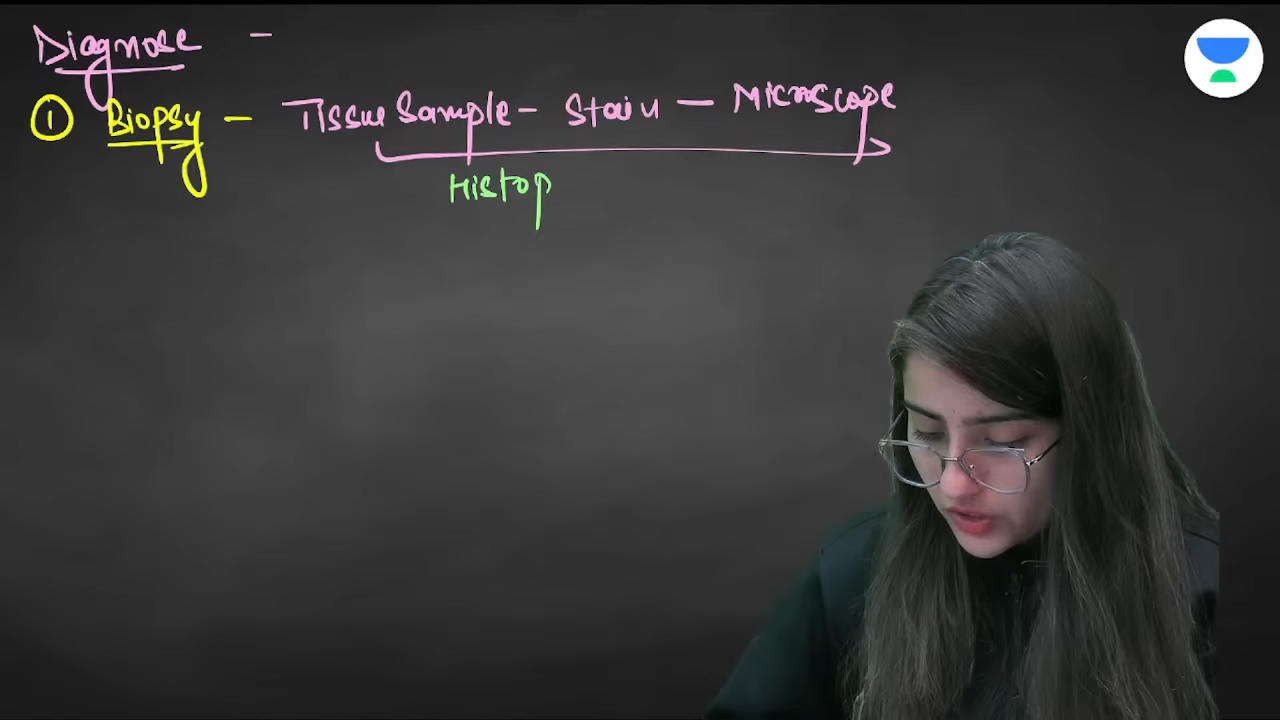 Diagnose -
① Biopsy - Tissue Sample - Stain - Microscope
Histop